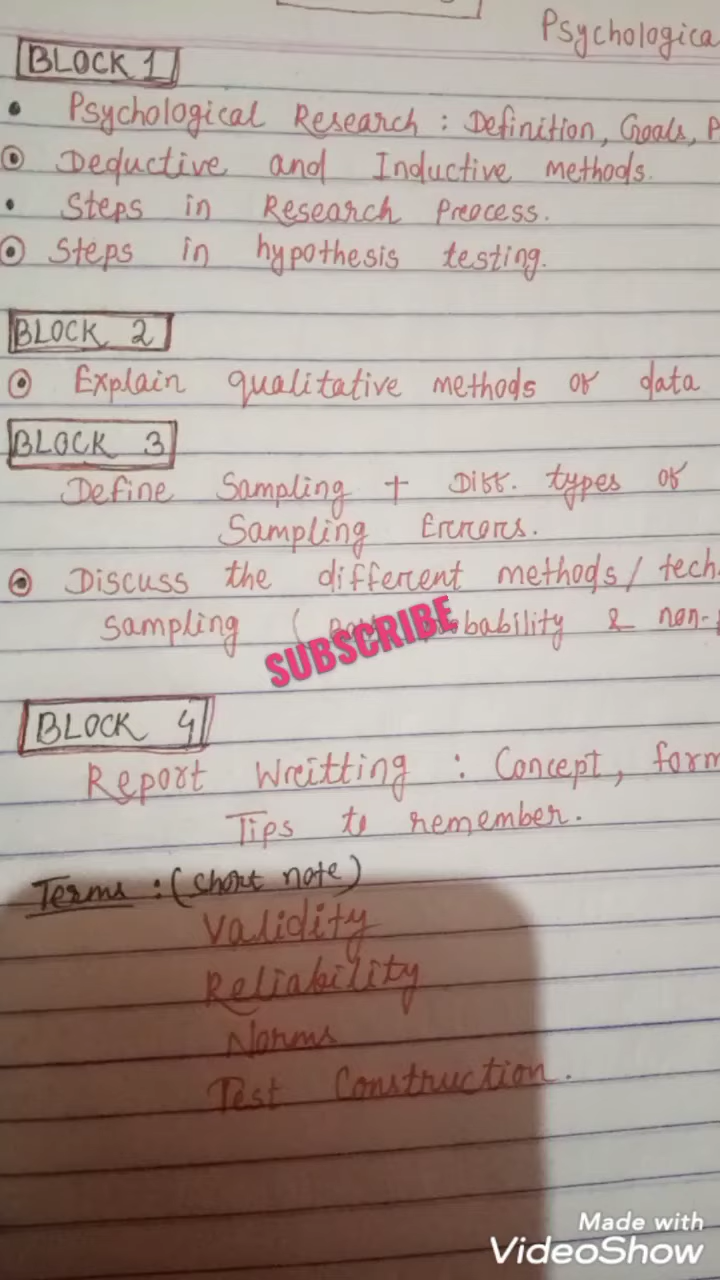 Psychologica
BLOCK 1
• Psychological Research : Definition, Goals, P
⊙ Deductive and Inductive methods.
• Steps in Research Process.
⊙ Steps in hypothesis testing.
BLOCK 2
⊙ Explain qualitative methods of data
BLOCK 3
Define Sampling + Diff. types of
Sampling Errors.
⊙ Discuss the different methods/tech
Sampling ( obability & non-
SUBSCRIBE
BLOCK 4
Report Writting : Concept, form
Tips to remember.
Terms : (Short note)
Validity
Reliability
Norms
Test Construction.
Made with
VideoShow